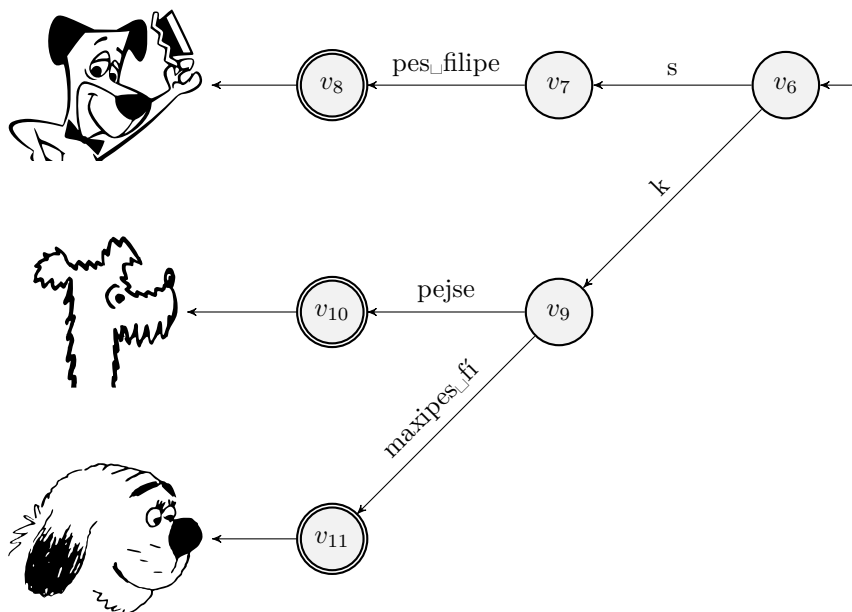 pes␣filipe
s
v₈
v₇
v₆
k
pejse
v₁₀
v₉
maxipes␣fí
v₁₁